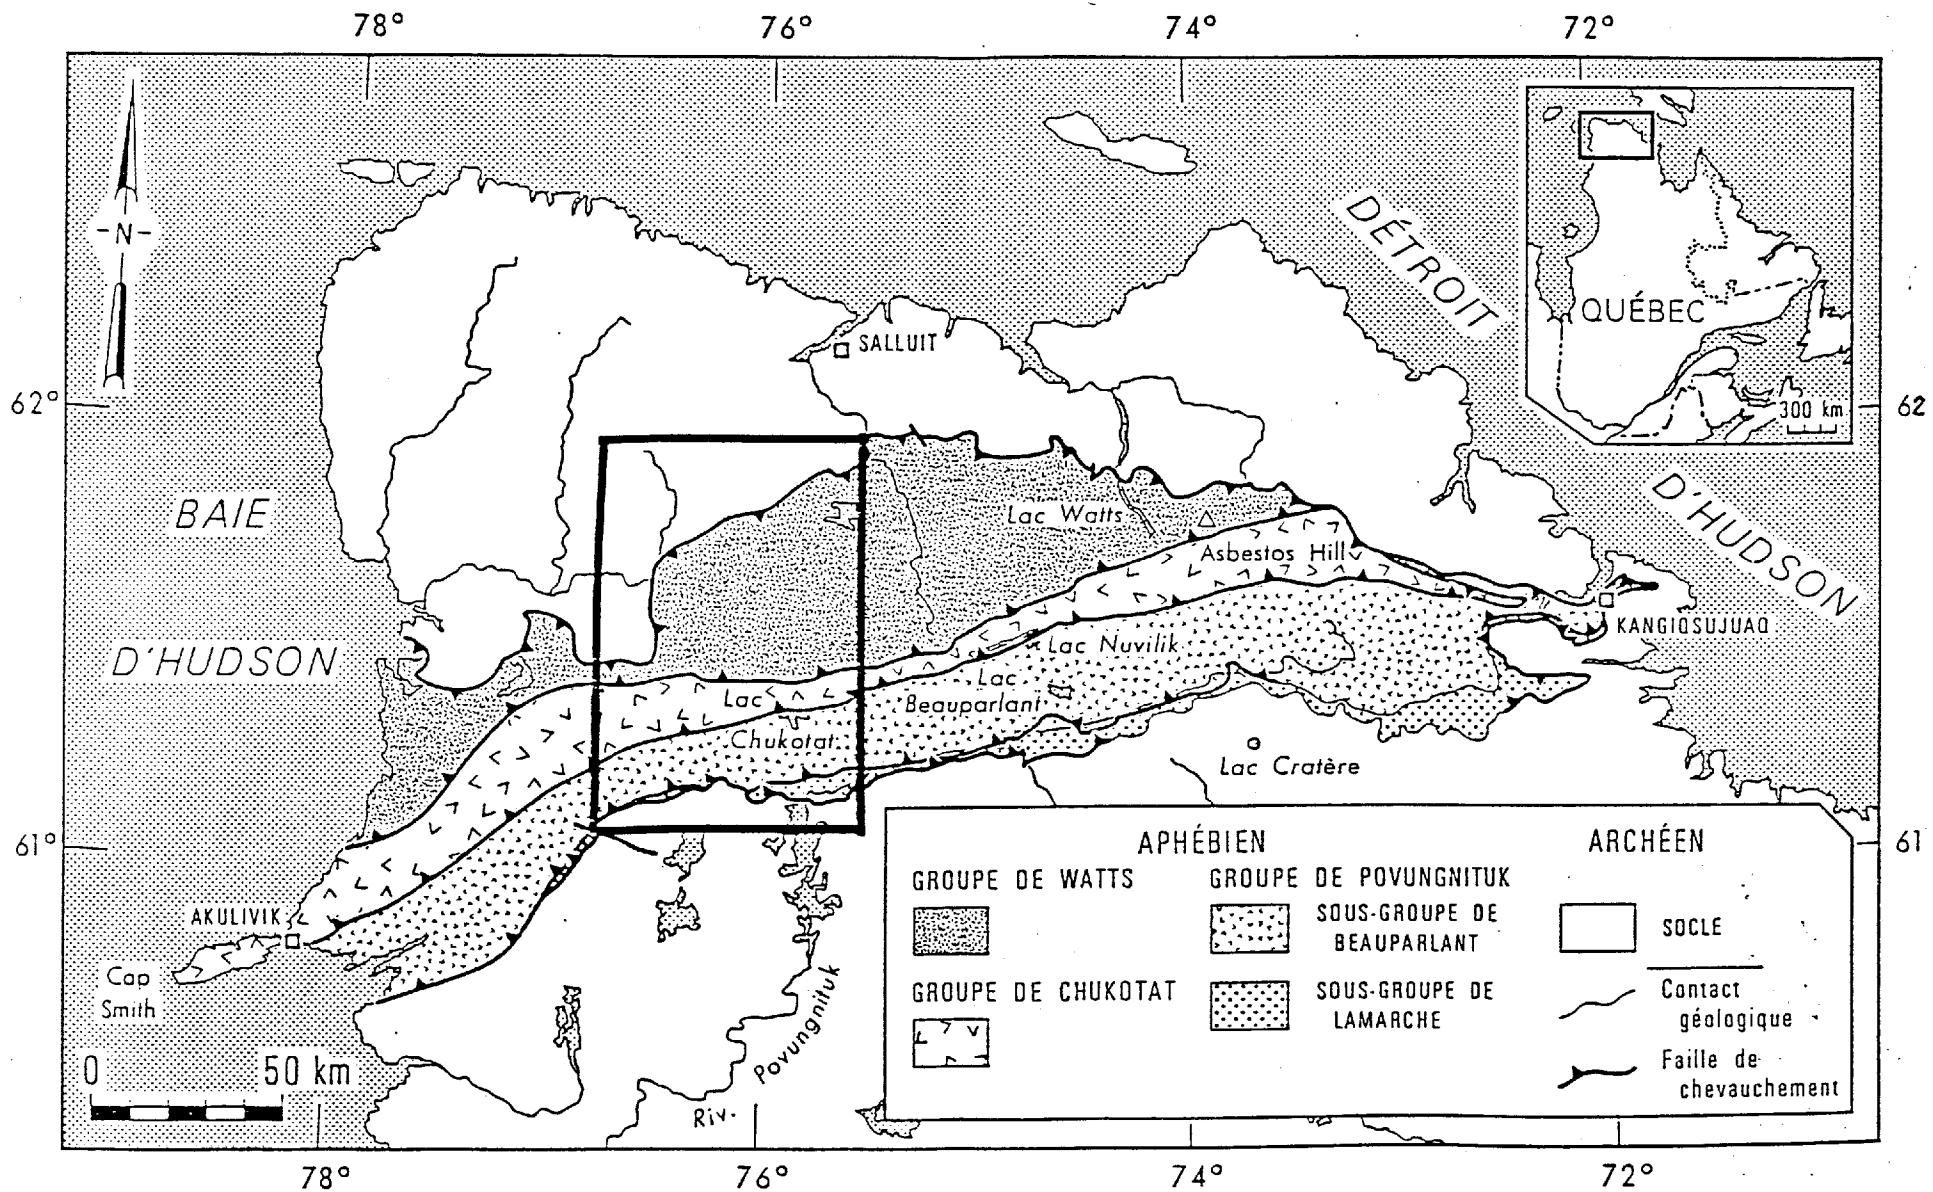 78°
76°
74°
72°
-N-
DÉTROIT
D'HUDSON
QUÉBEC
300 km
SALLUIT
62°
62
BAIE
D'HUDSON
Lac Watts
Asbestos Hill
KANGIQSUJUAQ
Lac Nuvilik
Lac
Beauparlant
Lac
Chukotat
Lac Cratère
61°
61
AKULIVIK
Cap
Smith
0 50 km
Riv. Povungnituk
APHÉBIEN
ARCHÉEN
GROUPE DE WATTS
GROUPE DE POVUNGNITUK
SOUS-GROUPE DE
BEAUPARLANT
SOCLE
GROUPE DE CHUKOTAT
SOUS-GROUPE DE
LAMARCHE
Contact
géologique
Faille de
chevauchement
78°
76°
74°
72°